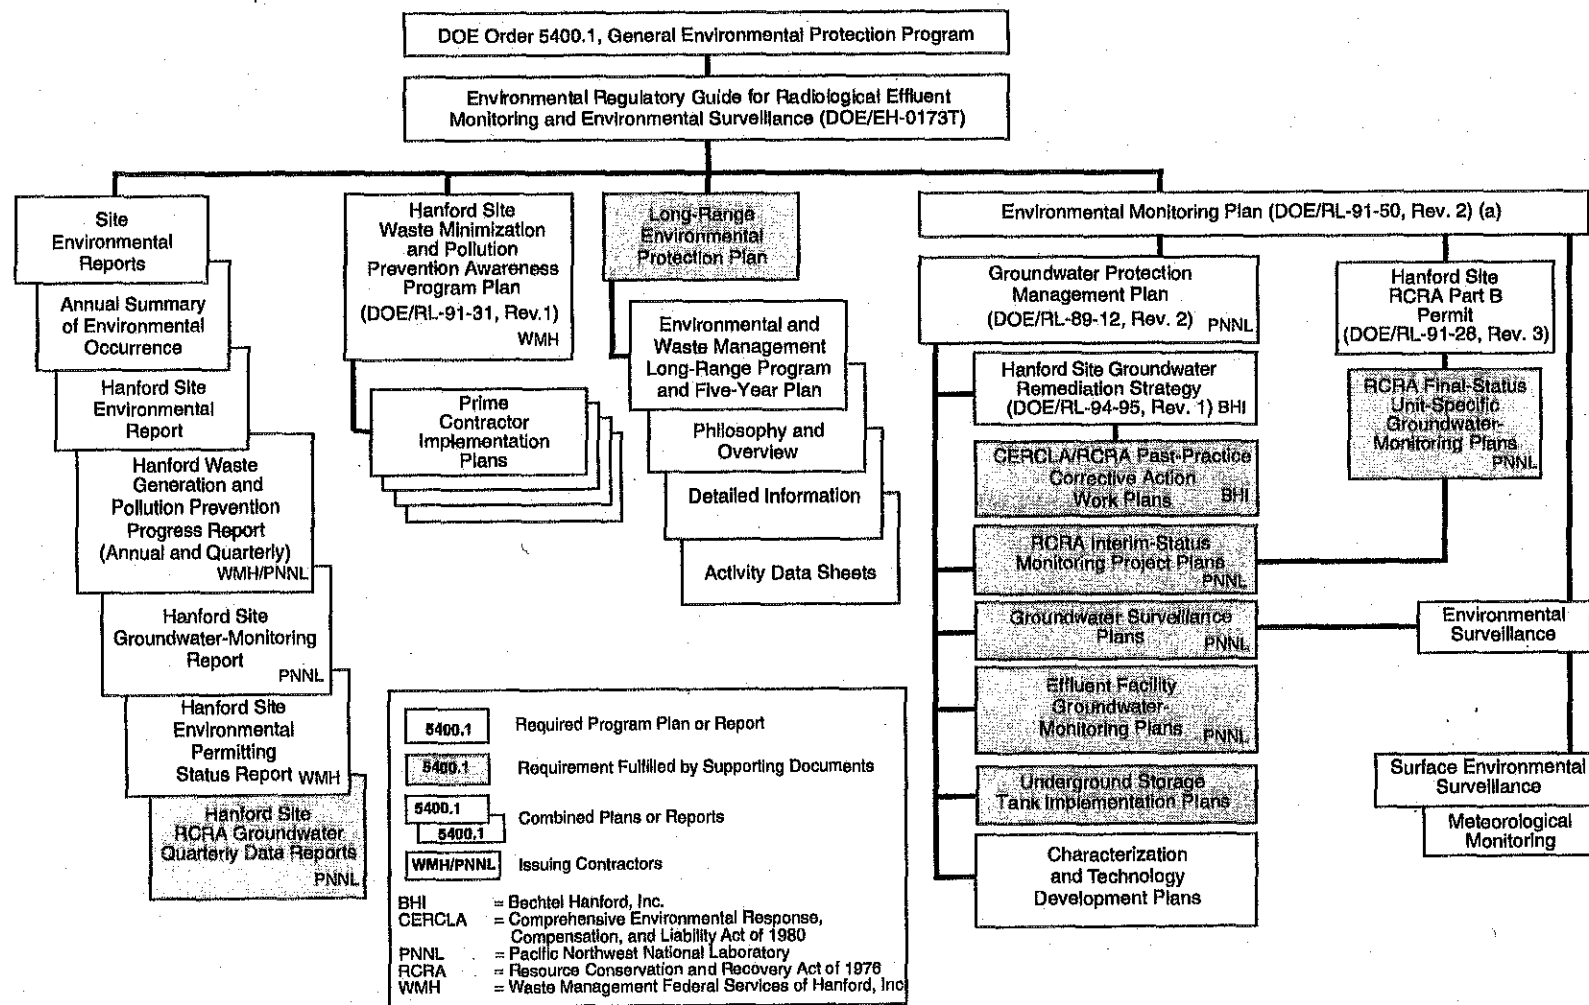 DOE Order 5400.1, General Environmental Protection Program
Environmental Regulatory Guide for Radiological Effluent
Monitoring and Environmental Surveillance (DOE/EH-0173T)
Site
Environmental
Reports
Annual Summary
of Environmental
Occurrence
Hanford Site
Environmental
Report
Hanford Waste
Generation and
Pollution Prevention
Progress Report
(Annual and Quarterly)
WMH/PNNL
Hanford Site
Groundwater-Monitoring
Report
PNNL
Hanford Site
Environmental
Permitting
Status Report WMH
Hanford Site
RCRA Groundwater
Quarterly Data Reports
PNNL
Hanford Site
Waste Minimization
and Pollution
Prevention Awareness
Program Plan
(DOE/RL-91-31, Rev.1)
WMH
Prime
Contractor
Implementation
Plans
Long-Range
Environmental
Protection Plan
Environmental and
Waste Management
Long-Range Program
and Five-Year Plan
Philosophy and
Overview
Detailed Information
Activity Data Sheets
Environmental Monitoring Plan (DOE/RL-91-50, Rev. 2) (a)
Groundwater Protection
Management Plan
(DOE/RL-89-12, Rev. 2) PNNL
Hanford Site Groundwater
Remediation Strategy
(DOE/RL-94-95, Rev. 1) BHI
CERCLA/RCRA Past-Practice
Corrective Action
Work Plans BHI
RCRA Interim-Status
Monitoring Project Plans
PNNL
Groundwater Surveillance
Plans
PNNL
Effluent Facility
Groundwater-
Monitoring Plans PNNL
Underground Storage
Tank Implementation Plans
Characterization
and Technology
Development Plans
Hanford Site
RCRA Part B
Permit
(DOE/RL-91-28, Rev. 3)
RCRA Final-Status
Unit-Specific
Groundwater-
Monitoring Plans
PNNL
Environmental
Surveillance
Surface Environmental
Surveillance
Meteorological
Monitoring
5400.1 Required Program Plan or Report
5400.1 Requirement Fulfilled by Supporting Documents
5400.1
5400.1 Combined Plans or Reports
WMH/PNNL Issuing Contractors
BHI = Bechtel Hanford, Inc.
CERCLA = Comprehensive Environmental Response,
Compensation, and Liability Act of 1980
PNNL = Pacific Northwest National Laboratory
RCRA = Resource Conservation and Recovery Act of 1976
WMH = Waste Management Federal Services of Hanford, Inc